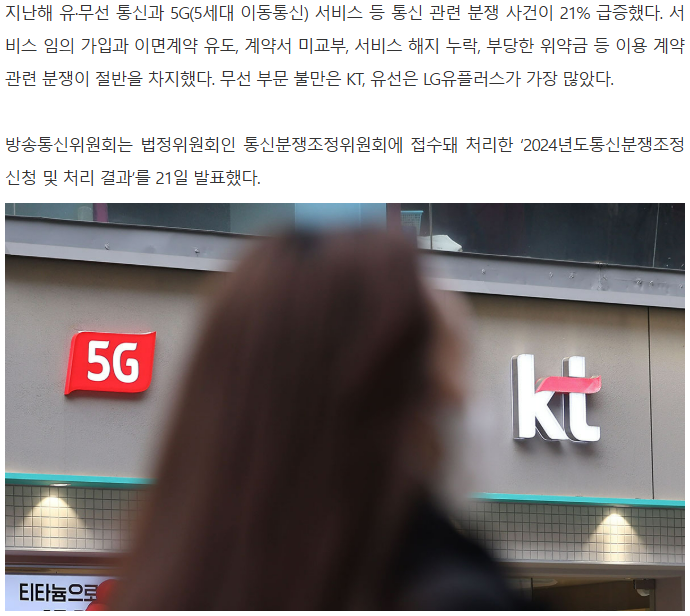 지난해 유·무선 통신과 5G(5세대 이동통신) 서비스 등 통신 관련 분쟁 사건이 21% 급증했다. 서
비스 임의 가입과 이면계약 유도, 계약서 미교부, 서비스 해지 누락, 부당한 위약금 등 이용 계약
관련 분쟁이 절반을 차지했다. 무선 부문 불만은 KT, 유선은 LG유플러스가 가장 많았다.
방송통신위원회는 법정위원회인 통신분쟁조정위원회에 접수돼 처리한 ‘2024년도통신분쟁조정
신청 및 처리 결과’를 21일 발표했다.
5G
kt
티타늄으로